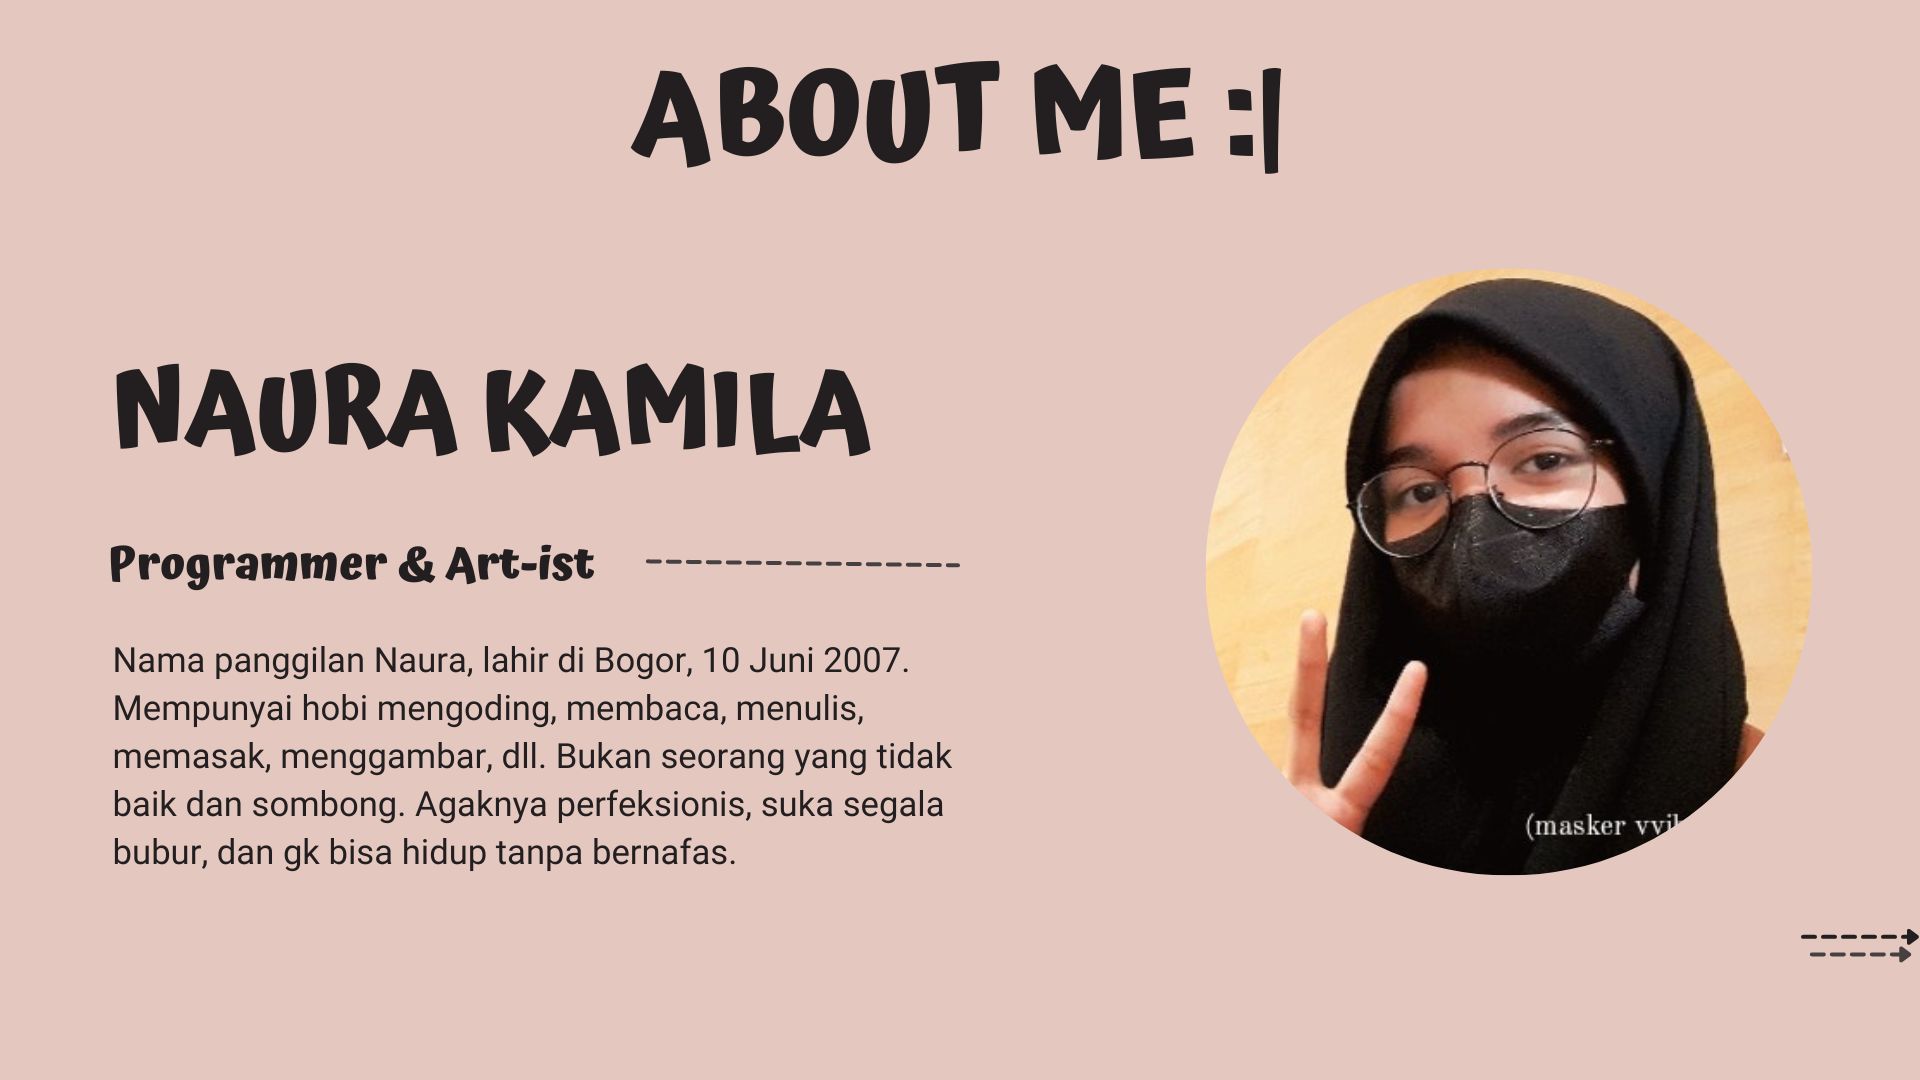 ABOUT ME :|
NAURA KAMILA
Programmer & Art-ist
Nama panggilan Naura, lahir di Bogor, 10 Juni 2007.
Mempunyai hobi mengoding, membaca, menulis,
memasak, menggambar, dll. Bukan seorang yang tidak
baik dan sombong. Agaknya perfeksionis, suka segala
bubur, dan gk bisa hidup tanpa bernafas.
(masker